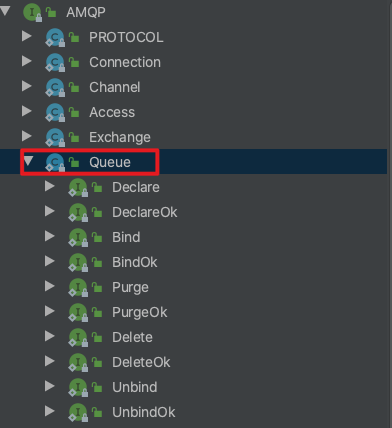 AMQP
PROTOCOL
Connection
Channel
Access
Exchange
Queue
Declare
DeclareOk
Bind
BindOk
Purge
PurgeOk
Delete
DeleteOk
Unbind
UnbindOk